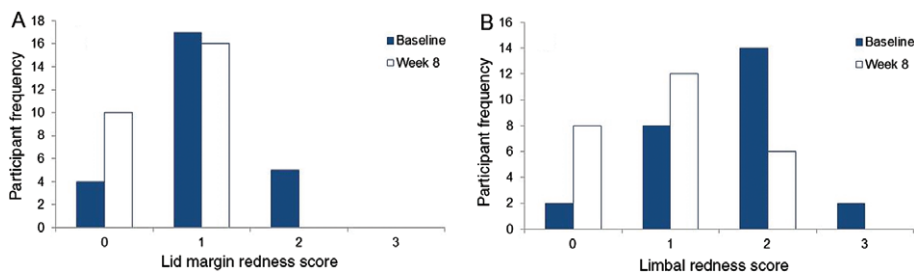 A
18
16
14
12
10
8
6
4
2
0
Participant frequency
Baseline
Week 8
0 1 2 3
Lid margin redness score
B
16
14
12
10
8
6
4
2
0
Participant frequency
Baseline
Week 8
0 1 2 3
Limbal redness score